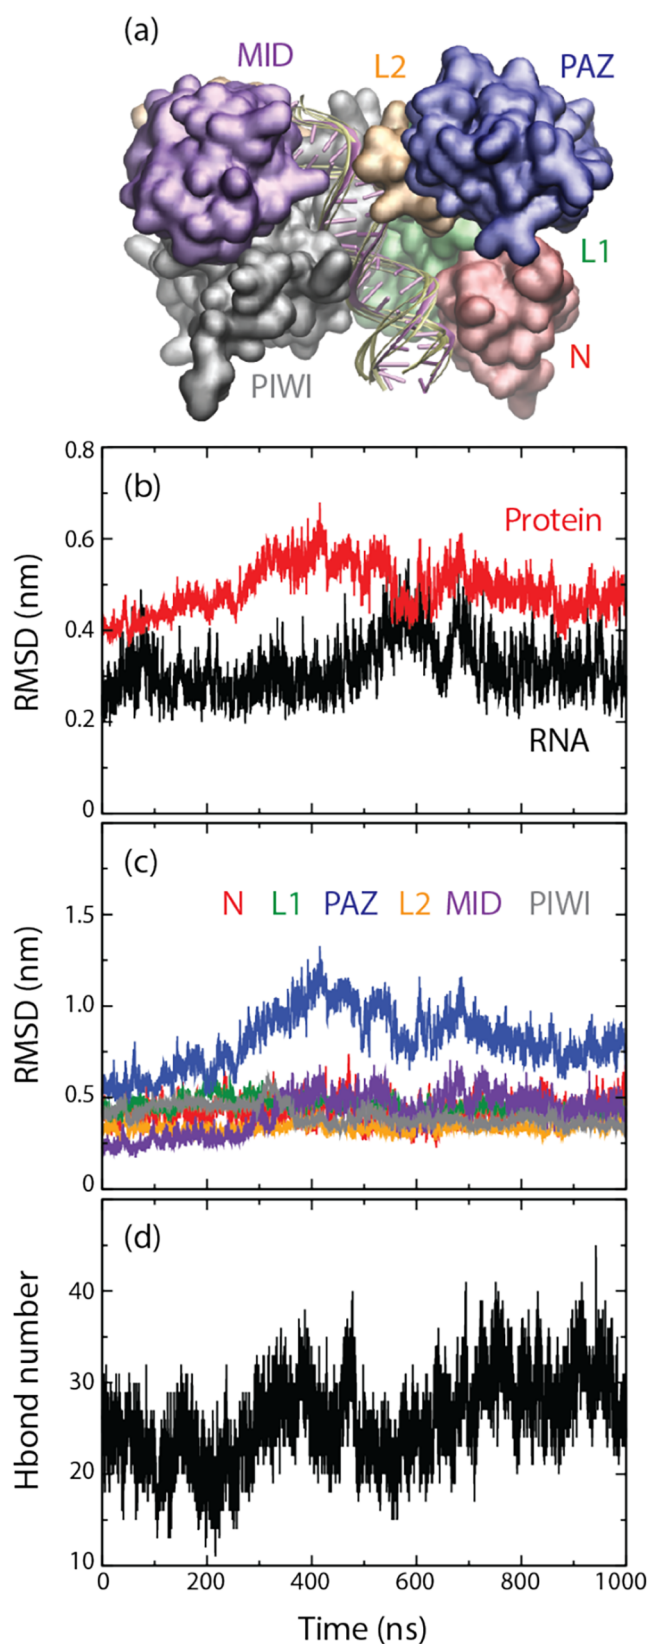 (a)
MID
L2
PAZ
L1
N
PIWI
(b)
0.8
0.6
0.4
0.2
0
RMSD (nm)
Protein
RNA
(c)
N L1 PAZ L2 MID PIWI
1.5
1.0
0.5
0
RMSD (nm)
(d)
40
30
20
10
Hbond number
0 200 400 600 800 1000
Time (ns)